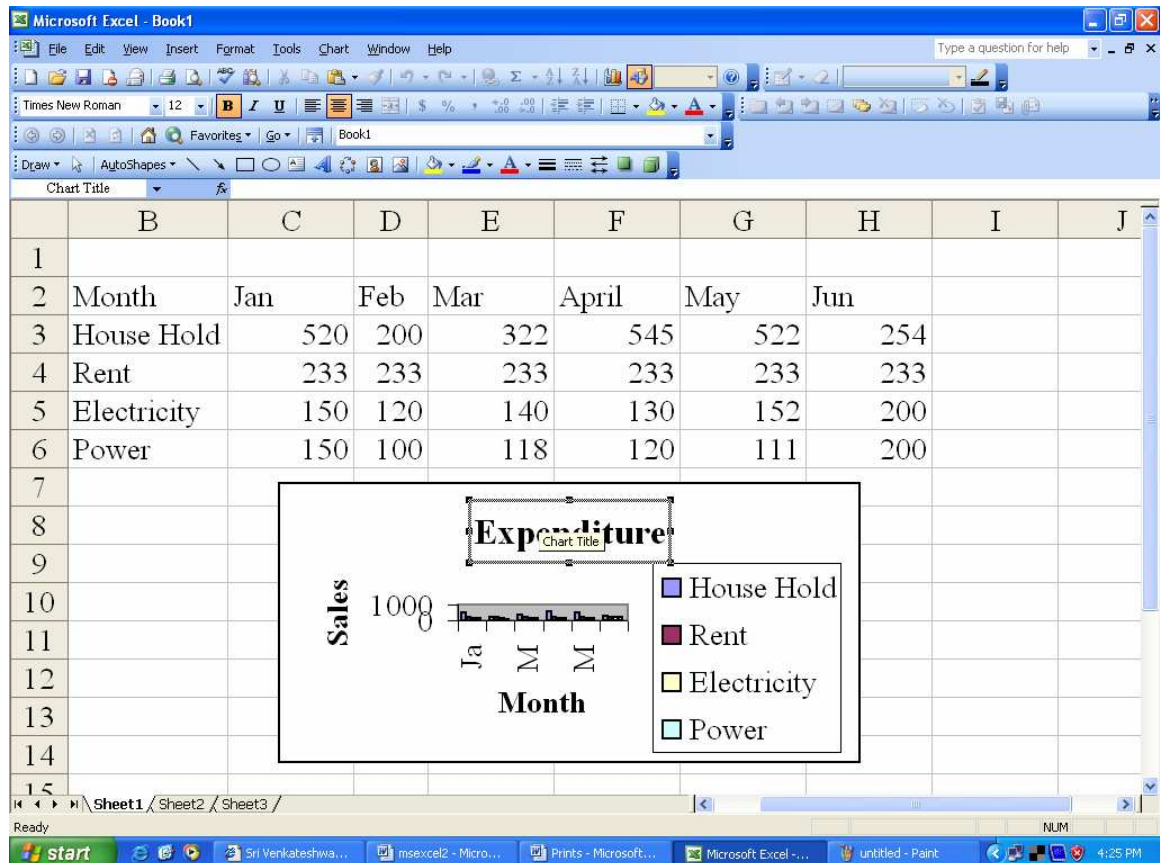 Microsoft Excel - Book1
File Edit View Insert Format Tools Chart Window Help Type a question for help
Times New Roman 12 B I U $ % ,
Favorites Go Book1
Draw AutoShapes
Chart Title fx
B C D E F G H I J
1
2 Month Jan Feb Mar April May Jun
3 House Hold 520 200 322 545 522 254
4 Rent 233 233 233 233 233 233
5 Electricity 150 120 140 130 152 200
6 Power 150 100 118 120 111 200
7
8
9
10
11
12
13
14
15
Expenditure
Chart Title
Sales
1000
0
Ja M M
Month
House Hold
Rent
Electricity
Power
Sheet1 Sheet2 Sheet3
Ready NUM
start Sri Venkateshwa... msexcel2 - Micro... Prints - Microsoft... Microsoft Excel -... untitled - Paint 4:25 PM